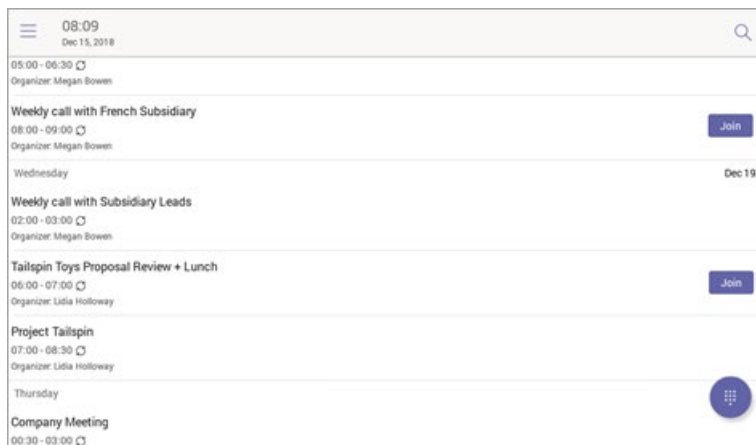 08:09
Dec 15, 2018
05:00 - 06:30
Organizer: Megan Bowen
Weekly call with French Subsidiary
08:00 - 09:00
Join
Organizer: Megan Bowen
Wednesday
Dec 19
Weekly call with Subsidiary Leads
02:00 - 03:00
Organizer: Megan Bowen
Tailspin Toys Proposal Review + Lunch
06:00 - 07:00
Join
Organizer: Lidia Holloway
Project Tailspin
07:00 - 08:30
Organizer: Lidia Holloway
Thursday
Company Meeting
00:30 - 03:00